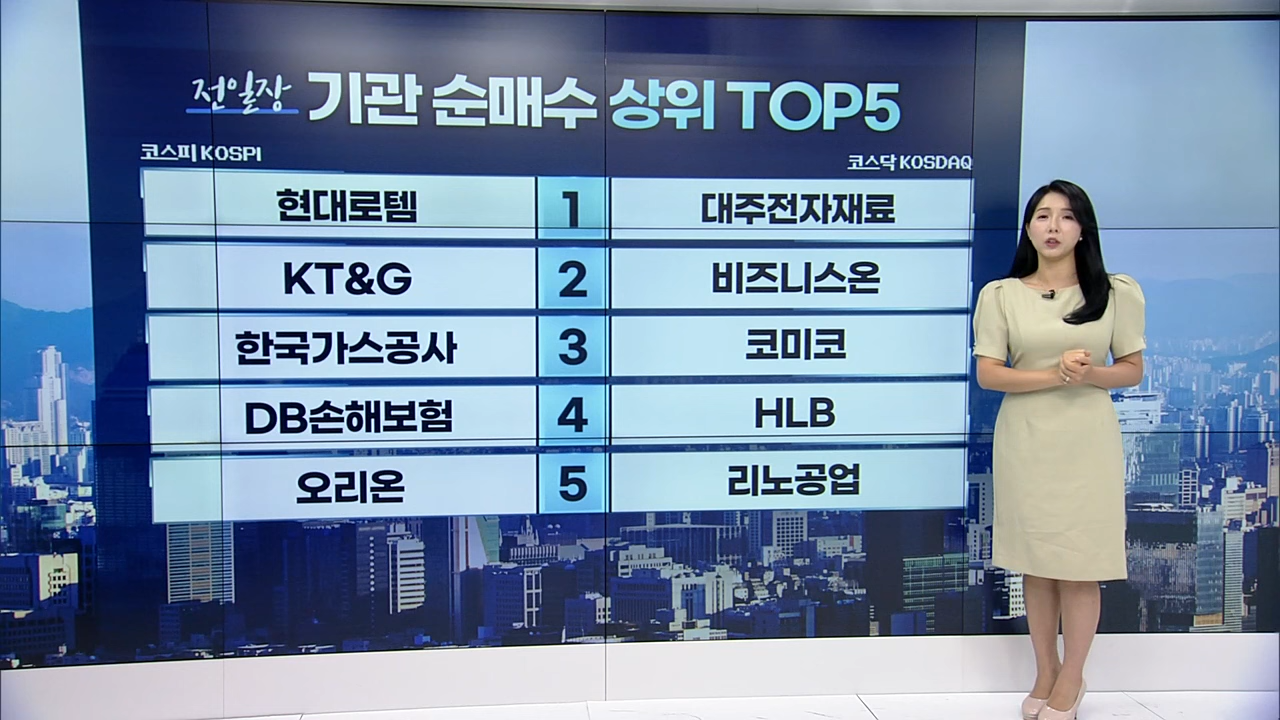 전일장 기관 순매수 상위 TOP5
코스피 KOSPI
코스닥 KOSDAQ
현대로템 1 대주전자재료
KT&G 2 비즈니스온
한국가스공사 3 코미코
DB손해보험 4 HLB
오리온 5 리노공업